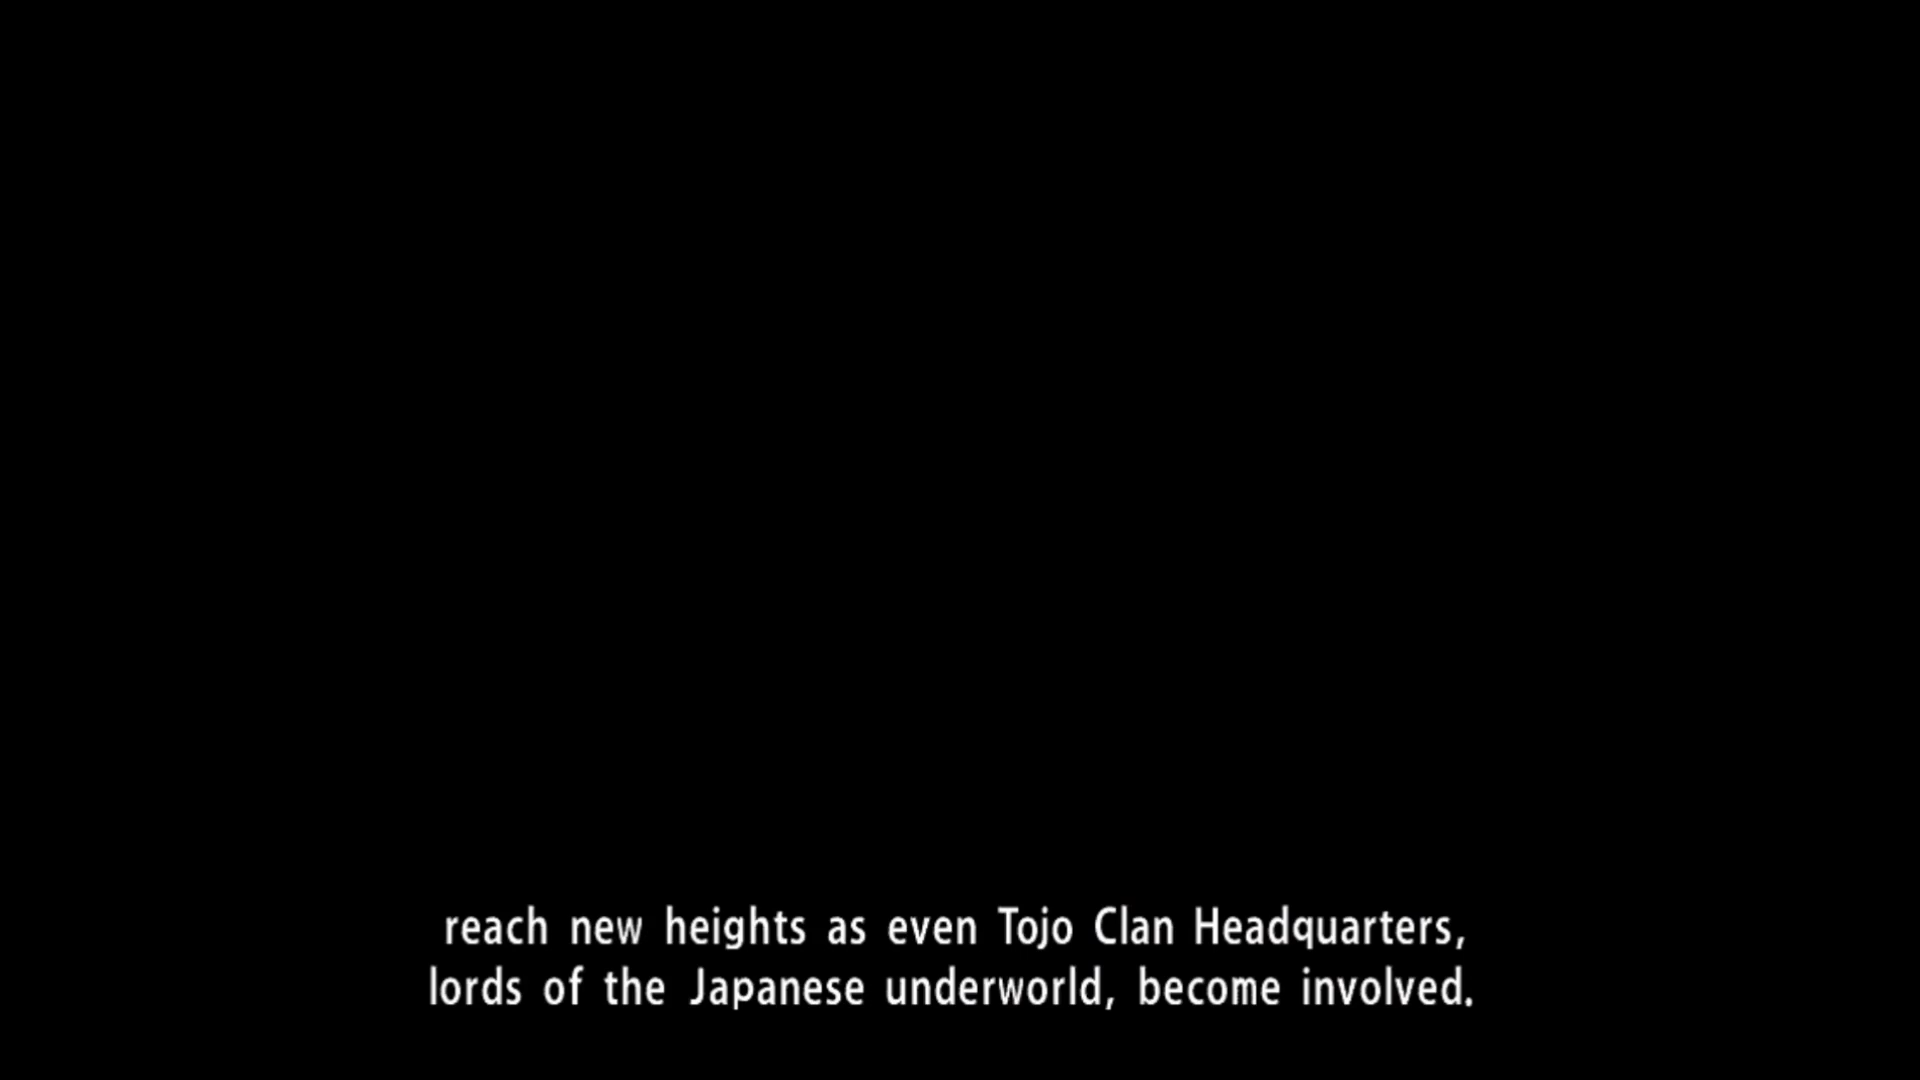 reach new heights as even Tojo Clan Headquarters,
lords of the Japanese underworld, become involved.